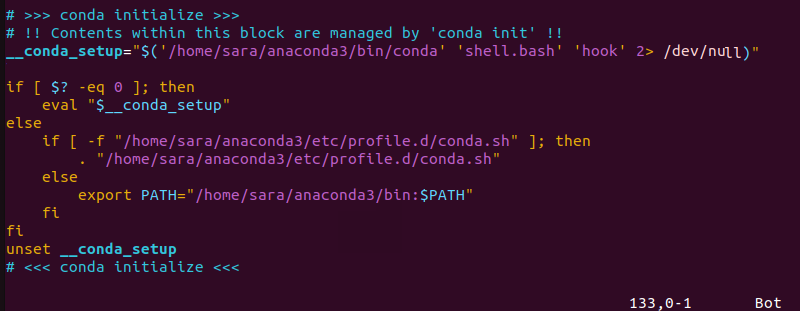 # >>> conda initialize >>>
# !! Contents within this block are managed by 'conda init' !!
__conda_setup="$('/home/sara/anaconda3/bin/conda' 'shell.bash' 'hook' 2> /dev/null)"
if [ $? -eq 0 ]; then
    eval "$__conda_setup"
else
    if [ -f "/home/sara/anaconda3/etc/profile.d/conda.sh" ]; then
        . "/home/sara/anaconda3/etc/profile.d/conda.sh"
    else
        export PATH="/home/sara/anaconda3/bin:$PATH"
    fi
fi
unset __conda_setup
# <<< conda initialize <<<
133,0-1 Bot